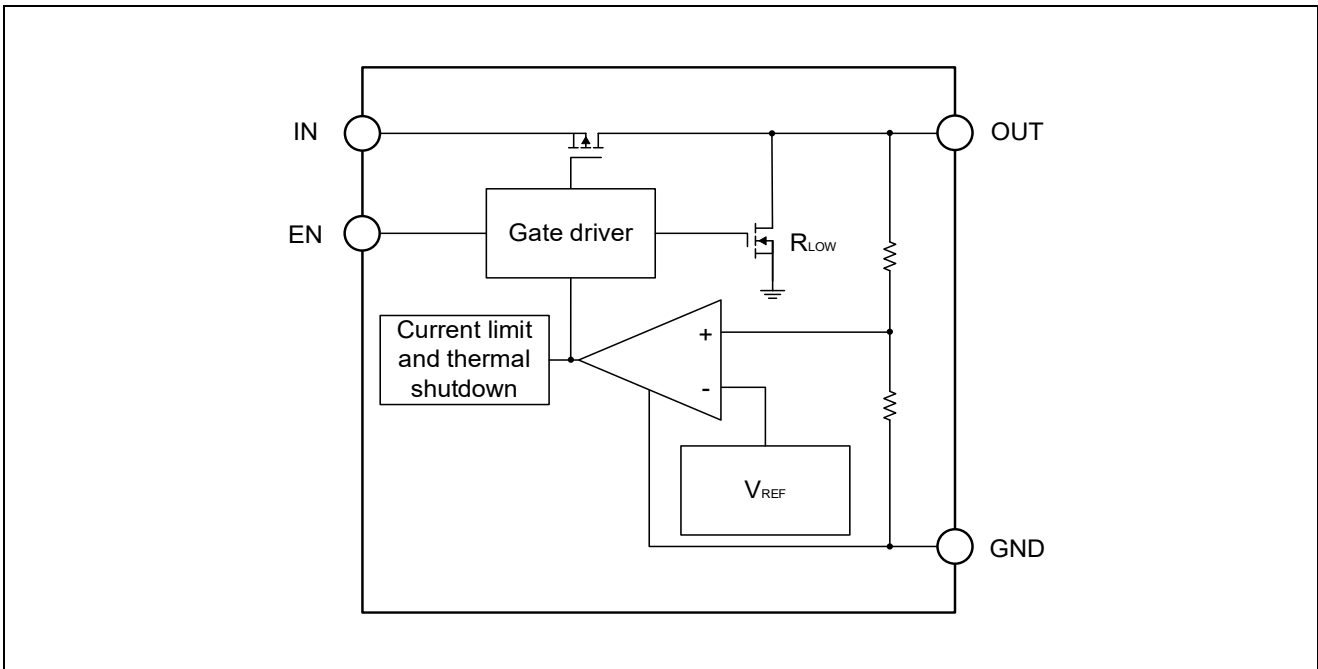 IN
OUT
EN
Gate driver
RLOW
Current limit
and thermal
shutdown
+
-
VREF
GND